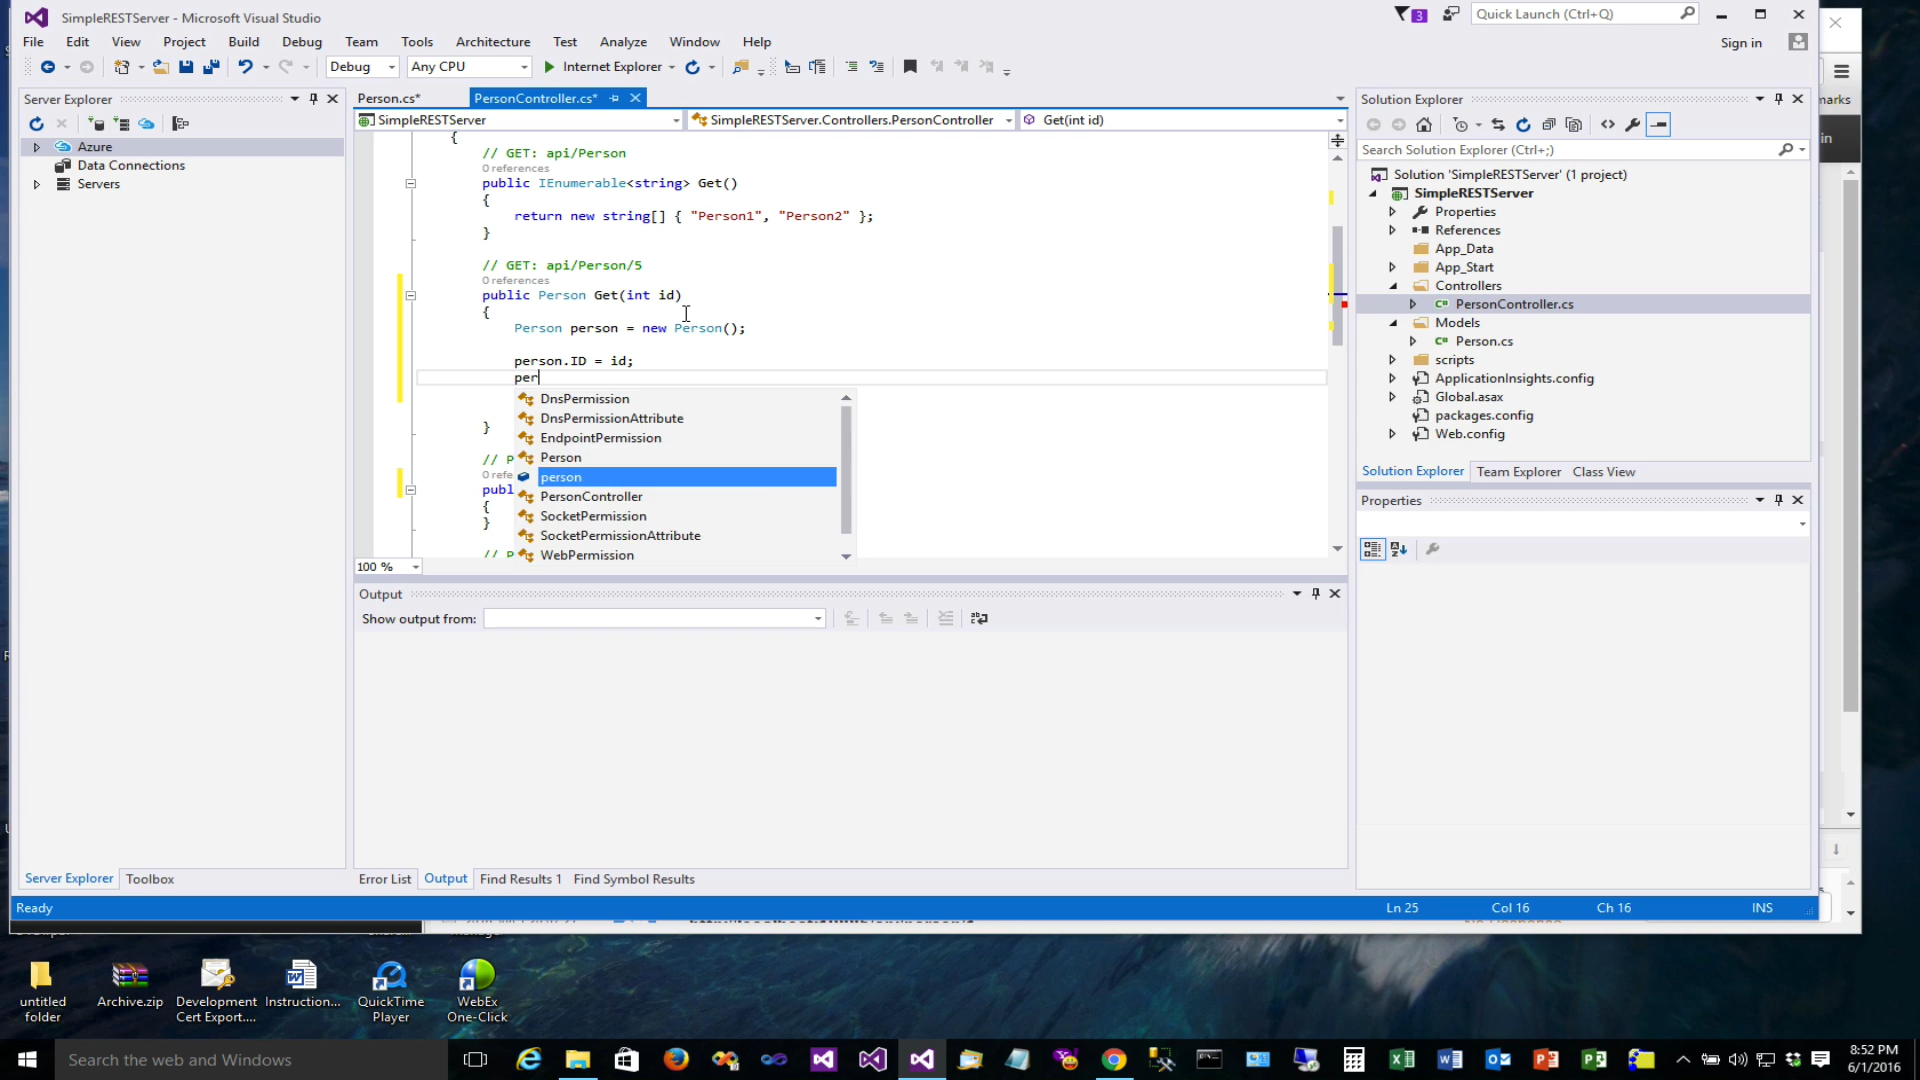 SimpleRESTServer - Microsoft Visual Studio
3
Quick Launch (Ctrl+Q)
File Edit View Project Build Debug Team Tools Architecture Test Analyze Window Help
Sign in
Debug Any CPU Internet Explorer
Server Explorer
Azure
Data Connections
Servers
Person.cs*
PersonController.cs*
SimpleRESTServer
SimpleRESTServer.Controllers.PersonController
Get(int id)
{
// GET: api/Person
0 references
public IEnumerable<string> Get()
{
return new string[] { "Person1", "Person2" };
}
// GET: api/Person/5
0 references
public Person Get(int id)
{
Person person = new Person();
person.ID = id;
per
}
// P
0 refe
publ
{
}
// P
DnsPermission
DnsPermissionAttribute
EndpointPermission
Person
person
PersonController
SocketPermission
SocketPermissionAttribute
WebPermission
100 %
Output
Show output from:
Error List Output Find Results 1 Find Symbol Results
Server Explorer Toolbox
Solution Explorer
Search Solution Explorer (Ctrl+;)
Solution 'SimpleRESTServer' (1 project)
SimpleRESTServer
Properties
References
App_Data
App_Start
Controllers
PersonController.cs
Models
Person.cs
scripts
ApplicationInsights.config
Global.asax
packages.config
Web.config
Solution Explorer Team Explorer Class View
Properties
marks
in
Ready
Ln 25 Col 16 Ch 16 INS
untitled
folder
Archive.zip
Development
Cert Export....
Instruction...
QuickTime
Player
WebEx
One-Click
Search the web and Windows
8:52 PM
6/1/2016